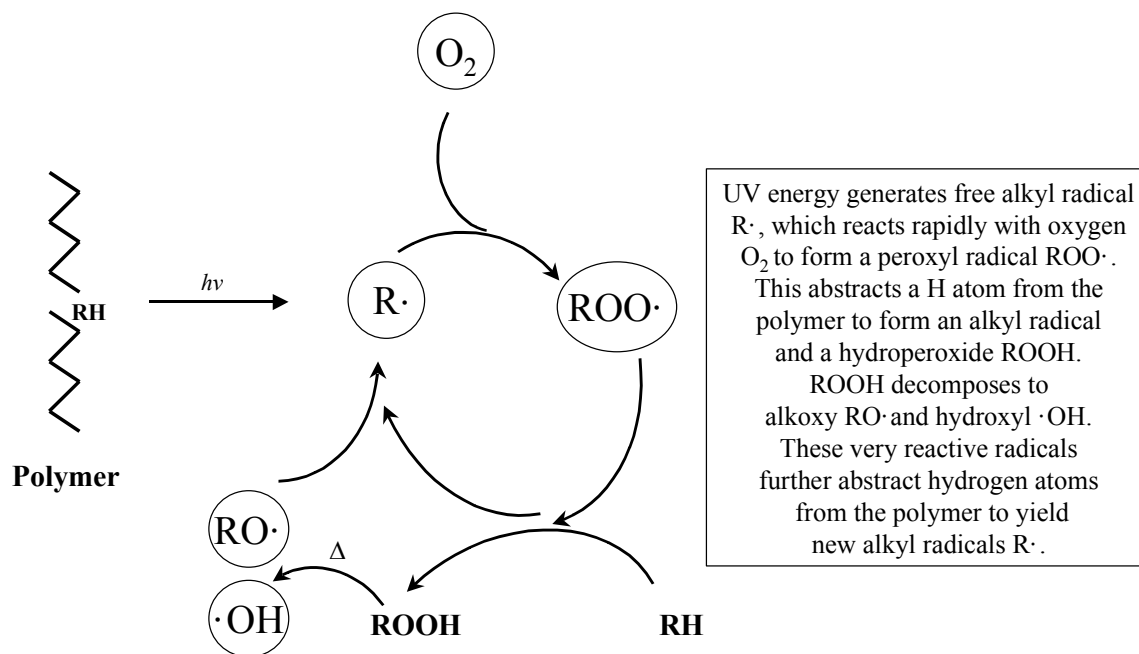 O₂
UV energy generates free alkyl radical
R·, which reacts rapidly with oxygen
O₂ to form a peroxyl radical ROO·.
This abstracts a H atom from the
polymer to form an alkyl radical
and a hydroperoxide ROOH.
ROOH decomposes to
alkoxy RO· and hydroxyl ·OH.
These very reactive radicals
further abstract hydrogen atoms
from the polymer to yield
new alkyl radicals R·.
RH
hν
R·
ROO·
Polymer
RO·
Δ
·OH
ROOH
RH